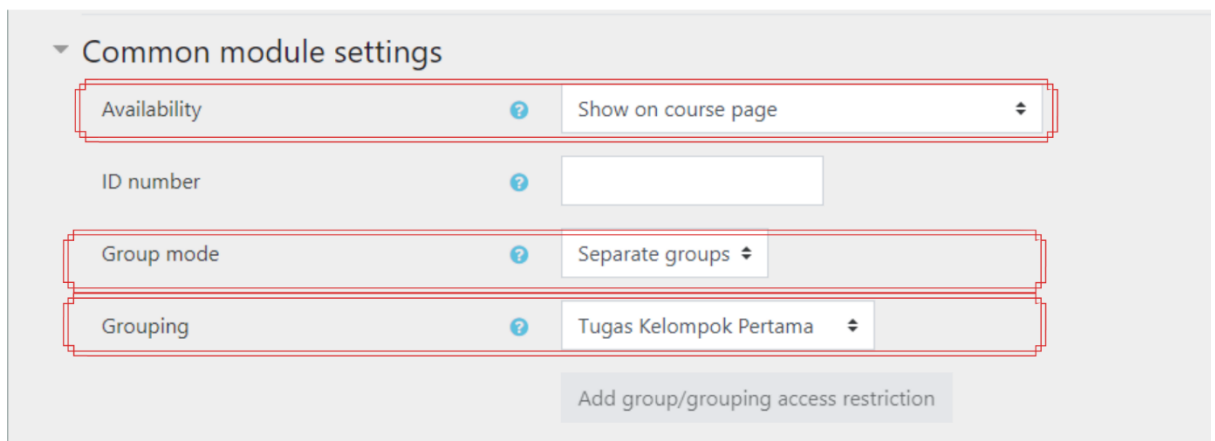 Common module settings
Availability
Show on course page
ID number
Group mode
Separate groups
Grouping
Tugas Kelompok Pertama
Add group/grouping access restriction